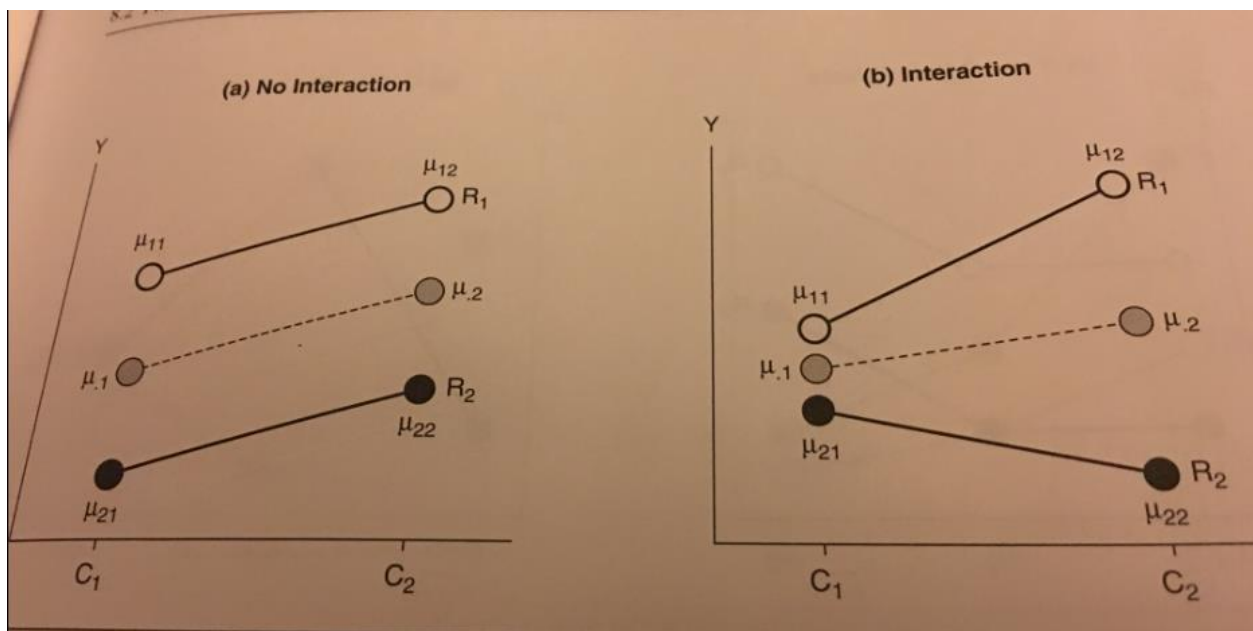 (a) No Interaction
Y
μ12
R1
μ11
μ.2
μ.1
R2
μ22
μ21
C1
C2
(b) Interaction
Y
μ12
R1
μ11
μ.2
μ.1
μ21
R2
μ22
C1
C2